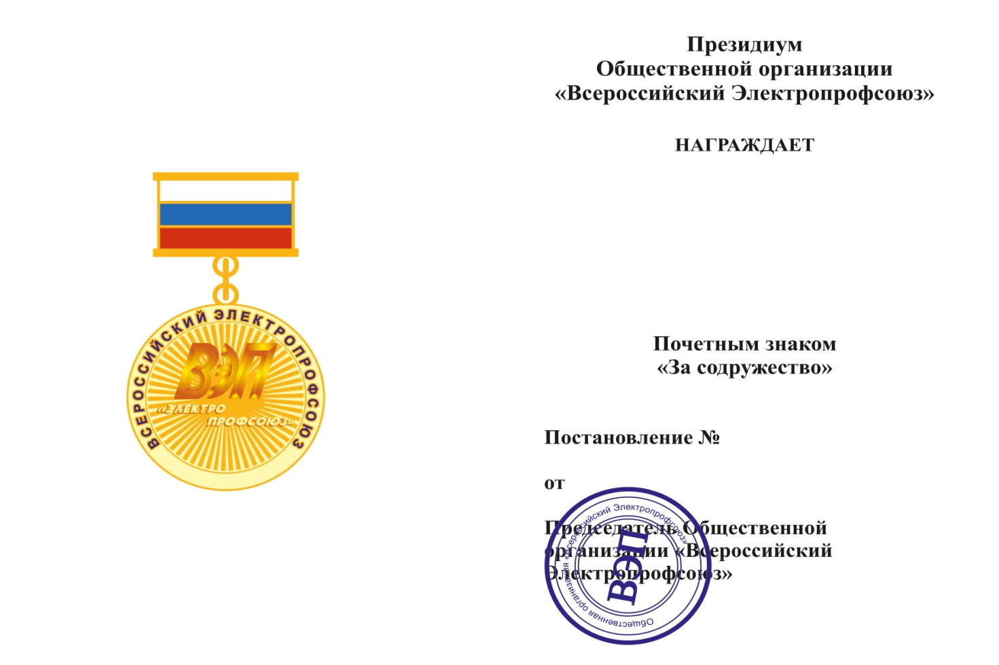 ВСЕРОССИЙСКИЙ ЭЛЕКТРОПРОФСОЮЗ
ВЭП
«ЭЛЕКТРО
ПРОФСОЮЗ»
Президиум
Общественной организации
«Всероссийский Электропрофсоюз»
НАГРАЖДАЕТ
Почетным знаком
«За содружество»
Постановление №
от
Председатель Общественной
организации «Всероссийский
Электропрофсоюз»
Общественная организация «Всероссийский Электропрофсоюз»
ВЭП